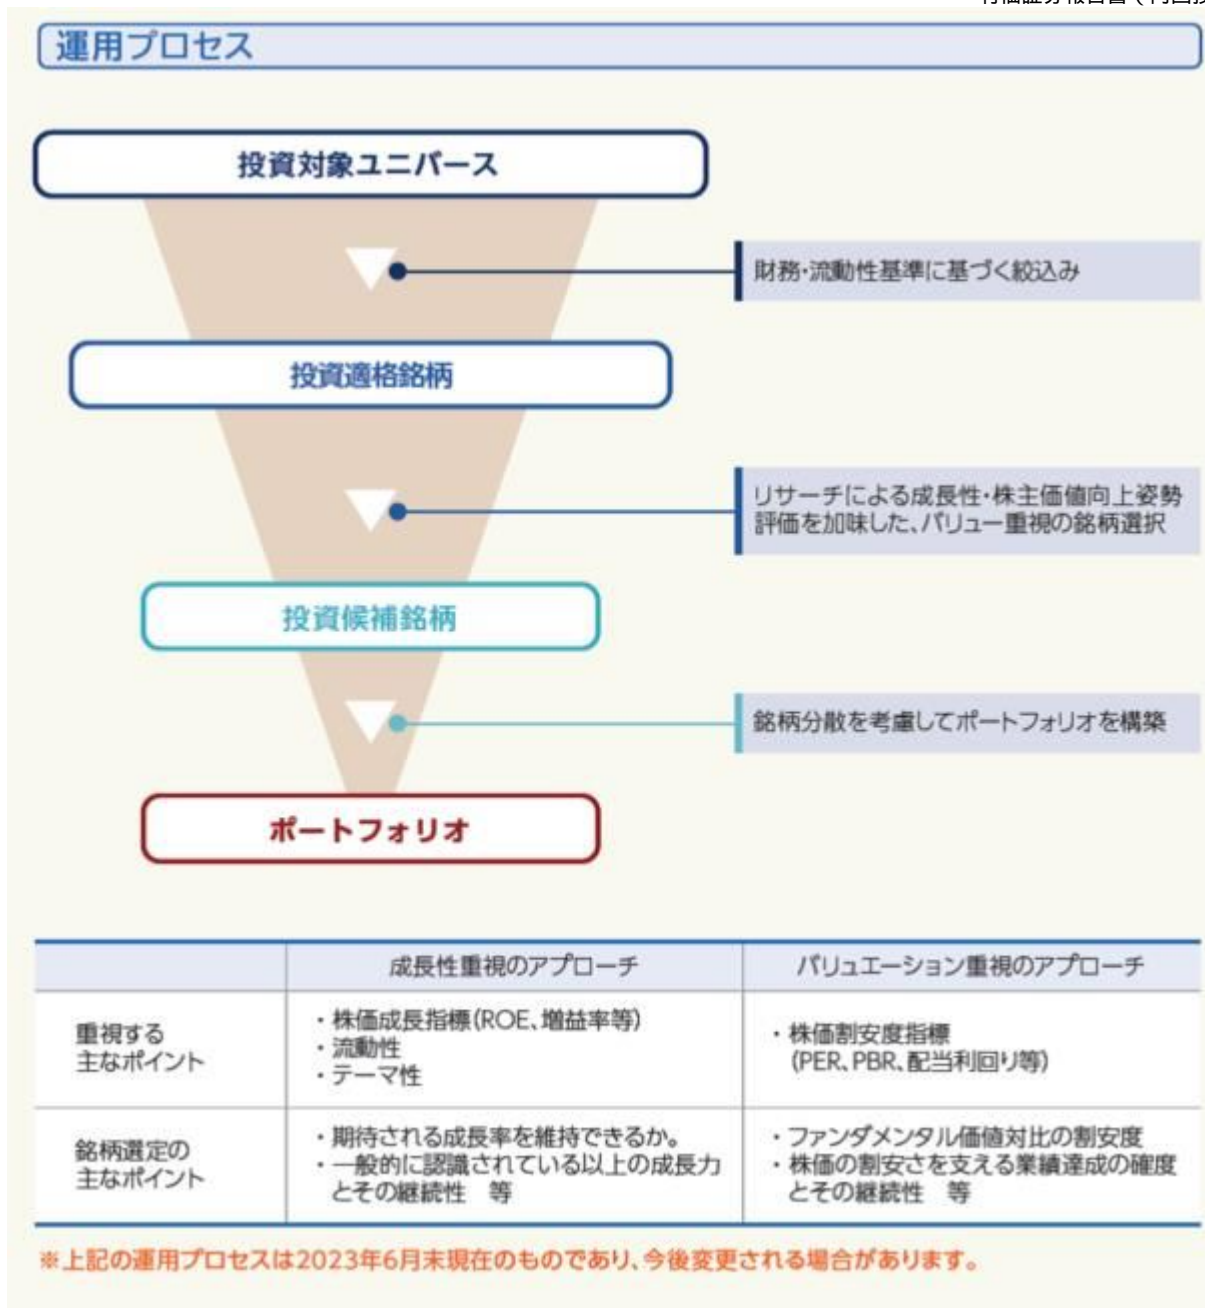 運用プロセス
投資対象ユニバース
財務・流動性基準に基づく絞込み
投資適格銘柄
リサーチによる成長性・株主価値向上姿勢
評価を加味した、バリュー重視の銘柄選択
投資候補銘柄
銘柄分散を考慮してポートフォリオを構築
ポートフォリオ
成長性重視のアプローチ
バリュエーション重視のアプローチ
重視する
主なポイント
・株価成長指標(ROE、増益率等)
・流動性
・テーマ性
・株価割安度指標
(PER、PBR、配当利回り等)
銘柄選定の
主なポイント
・期待される成長率を維持できるか。
・一般的に認識されている以上の成長力
とその継続性　等
・ファンダメンタル価値対比の割安度
・株価の割安さを支える業績達成の確度
とその継続性　等
※上記の運用プロセスは2023年6月末現在のものであり、今後変更される場合があります。